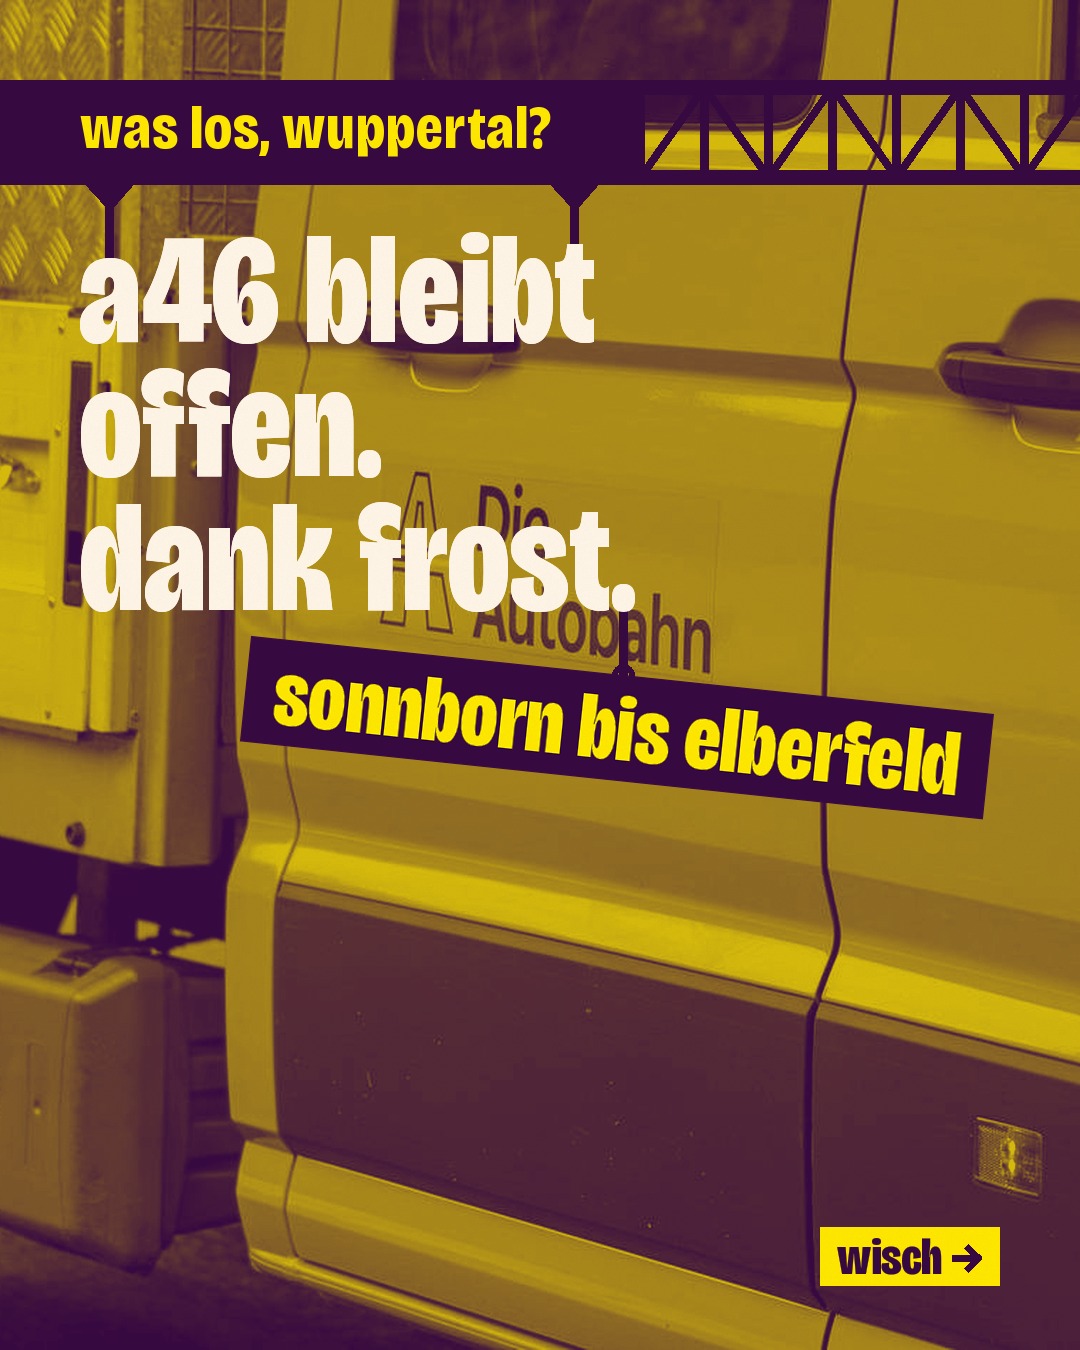 was los, wuppertal?
a46 bleibt
offen.
dank frost.
Die
Autobahn
sonnborn bis elberfeld
wisch →